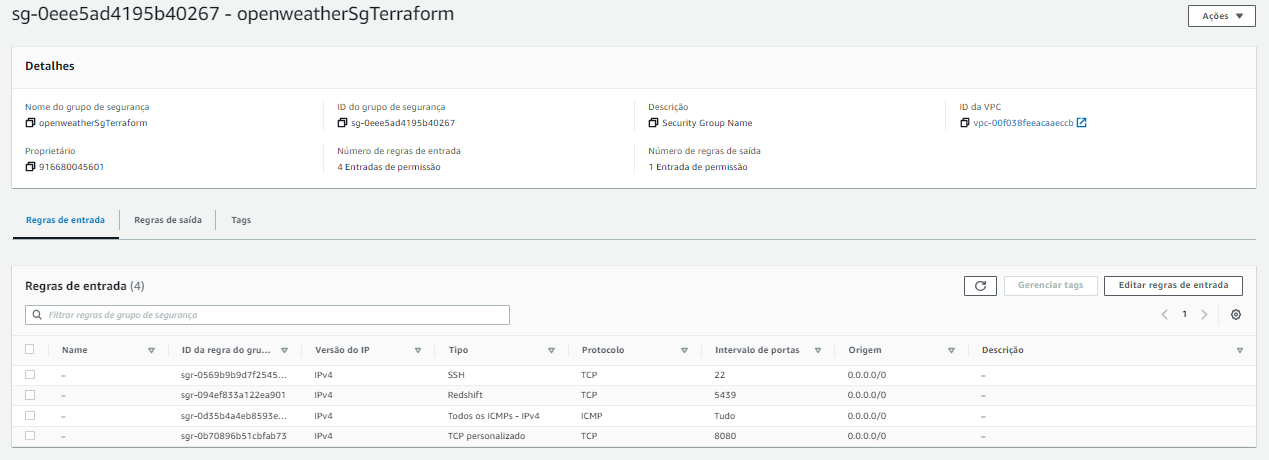 sg-0eee5ad4195b40267 - openweatherSgTerraform
Ações
Detalhes
Nome do grupo de segurança
openweatherSgTerraform
ID do grupo de segurança
sg-0eee5ad4195b40267
Descrição
Security Group Name
ID da VPC
vpc-00f038feeacaaeccb
Proprietário
916680045601
Número de regras de entrada
4 Entradas de permissão
Número de regras de saída
1 Entrada de permissão
Regras de entrada Regras de saída Tags
Regras de entrada (4)
Gerenciar tags Editar regras de entrada
Filtrar regras de grupo de segurança
1
Name ID da regra do gru... Versão do IP Tipo Protocolo Intervalo de portas Origem Descrição
– sgr-0569b9b9d7f2545... IPv4 SSH TCP 22 0.0.0.0/0 –
– sgr-094ef833a122ea901 IPv4 Redshift TCP 5439 0.0.0.0/0 –
– sgr-0d35b4a4eb8593e... IPv4 Todos os ICMPs - IPv4 ICMP Tudo 0.0.0.0/0 –
– sgr-0b70896b51cbfab73 IPv4 TCP personalizado TCP 8080 0.0.0.0/0 –